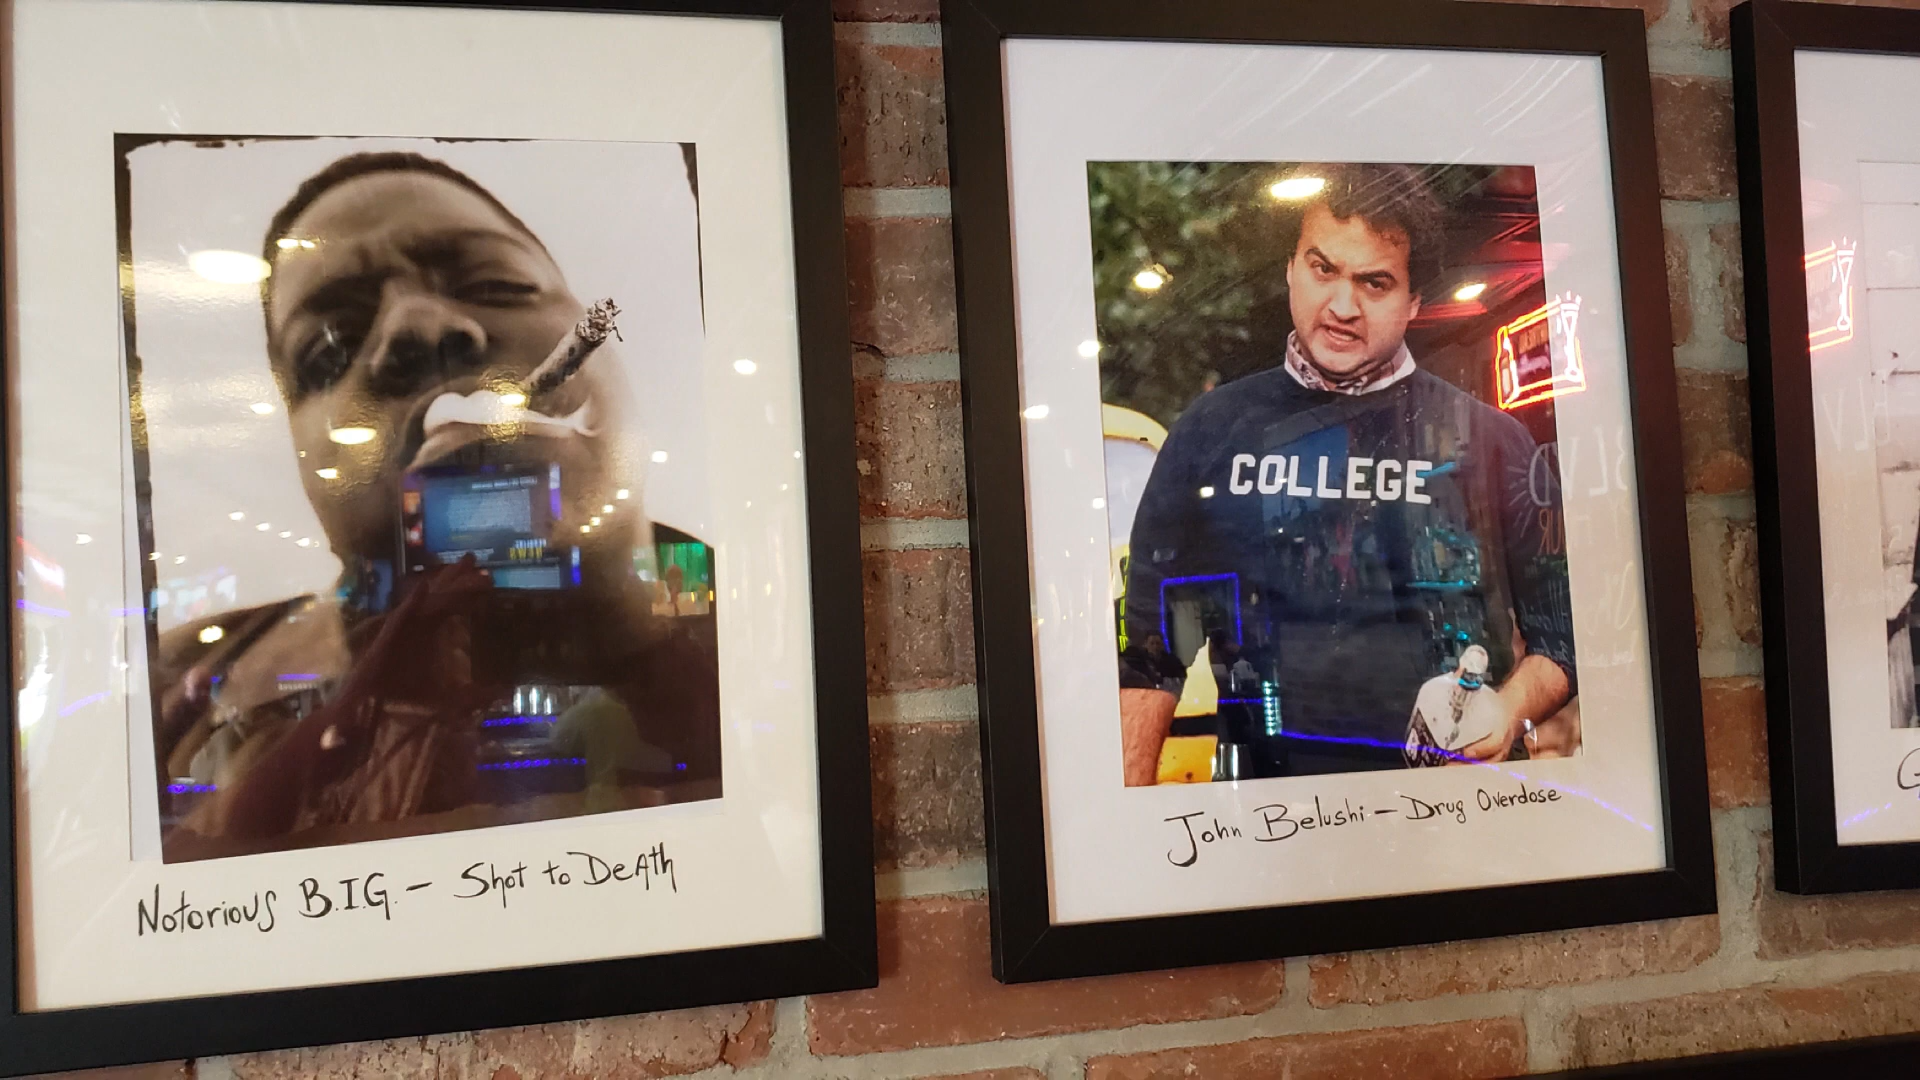 Notorious B.I.G. – Shot to Death
COLLEGE
John Belushi – Drug Overdose